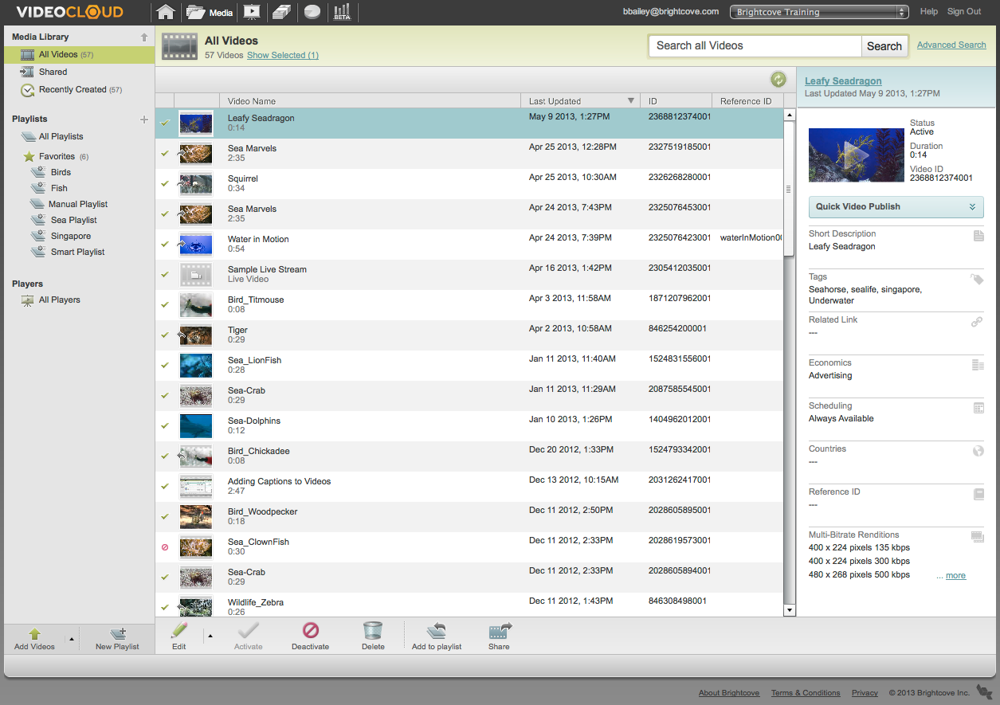 VIDEOCLOUD
Media
BETA
bbailey@brightcove.com
Brightcove Training
Help
Sign Out
Media Library
All Videos (57)
Shared
Recently Created (57)
Playlists
All Playlists
Favorites (6)
Birds
Fish
Manual Playlist
Sea Playlist
Singapore
Smart Playlist
Players
All Players
All Videos
57 Videos Show Selected (1)
Search all Videos
Search
Advanced Search
Video Name Last Updated ID Reference ID
Leafy Seadragon May 9 2013, 1:27PM 2368812374001
0:14
Sea Marvels Apr 25 2013, 12:28PM 2327519185001
2:35
Squirrel Apr 25 2013, 10:30AM 2326268280001
0:34
Sea Marvels Apr 24 2013, 7:43PM 2325076453001
2:35
Water in Motion Apr 24 2013, 7:39PM 2325076423001 waterInMotion00
0:54
Sample Live Stream Apr 16 2013, 1:42PM 2305412035001
Live Video
Bird_Titmouse Apr 3 2013, 11:58AM 1871207962001
0:08
Tiger Apr 2 2013, 10:58AM 846254200001
0:29
Sea_LionFish Jan 11 2013, 11:40AM 1524831556001
0:28
Sea-Crab Jan 11 2013, 11:29AM 2087585545001
0:29
Sea-Dolphins Jan 10 2013, 1:26PM 1404962012001
0:12
Bird_Chickadee Dec 20 2012, 1:33PM 1524793342001
0:08
Adding Captions to Videos Dec 13 2012, 10:15AM 2031262417001
2:47
Bird_Woodpecker Dec 11 2012, 2:50PM 2028605895001
0:18
Sea_ClownFish Dec 11 2012, 2:33PM 2028619573001
0:30
Sea-Crab Dec 11 2012, 2:33PM 2028605894001
0:29
Wildlife_Zebra Dec 11 2012, 1:43PM 846308498001
0:26
Leafy Seadragon
Last Updated May 9 2013, 1:27PM
Status
Active
Duration
0:14
Video ID
2368812374001
Quick Video Publish
Short Description
Leafy Seadragon
Tags
Seahorse, sealife, singapore,
Underwater
Related Link
---
Economics
Advertising
Scheduling
Always Available
Countries
---
Reference ID
---
Multi-Bitrate Renditions
400 x 224 pixels 135 kbps
400 x 224 pixels 300 kbps
480 x 268 pixels 500 kbps ... more
Add Videos
New Playlist
Edit
Activate
Deactivate
Delete
Add to playlist
Share
About Brightcove Terms & Conditions Privacy © 2013 Brightcove Inc.